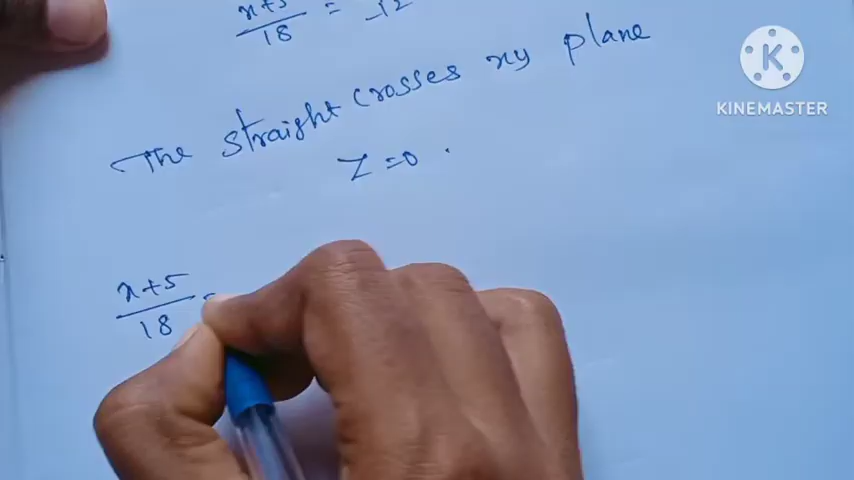 x+5/18 = -12
The straight crosses xy plane
Z = 0 .
x+5/18 =
K
KINEMASTER